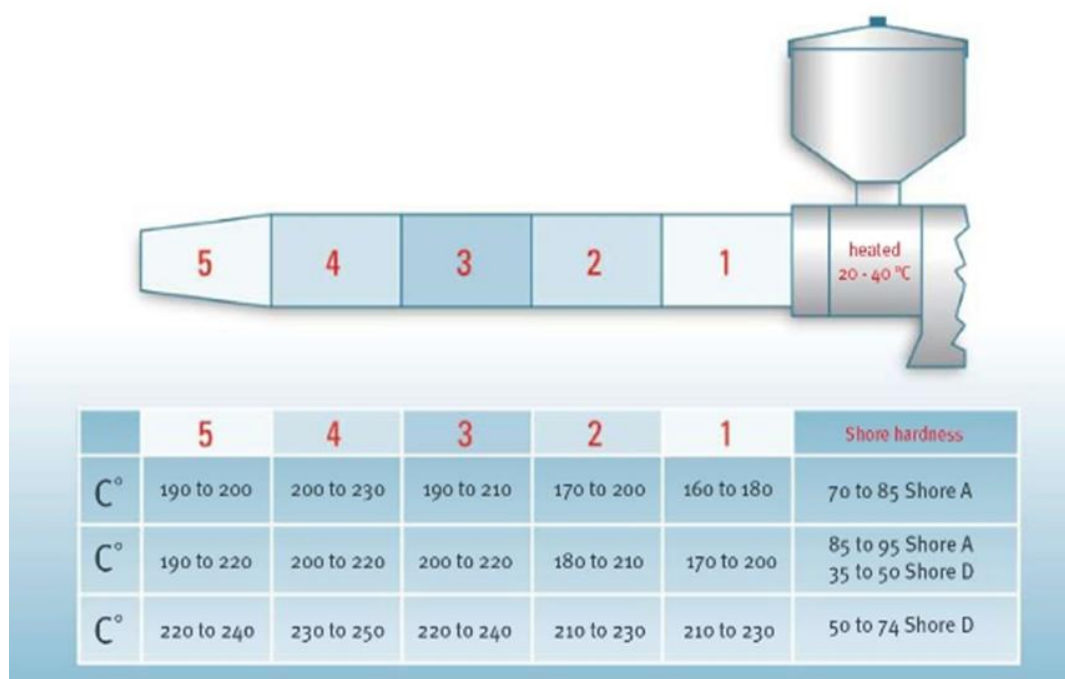 heated
20 - 40 °C
5 4 3 2 1
5 4 3 2 1 Shore hardness
C° 190 to 200 200 to 230 190 to 210 170 to 200 160 to 180 70 to 85 Shore A
C° 190 to 220 200 to 220 200 to 220 180 to 210 170 to 200 85 to 95 Shore A
35 to 50 Shore D
C° 220 to 240 230 to 250 220 to 240 210 to 230 210 to 230 50 to 74 Shore D